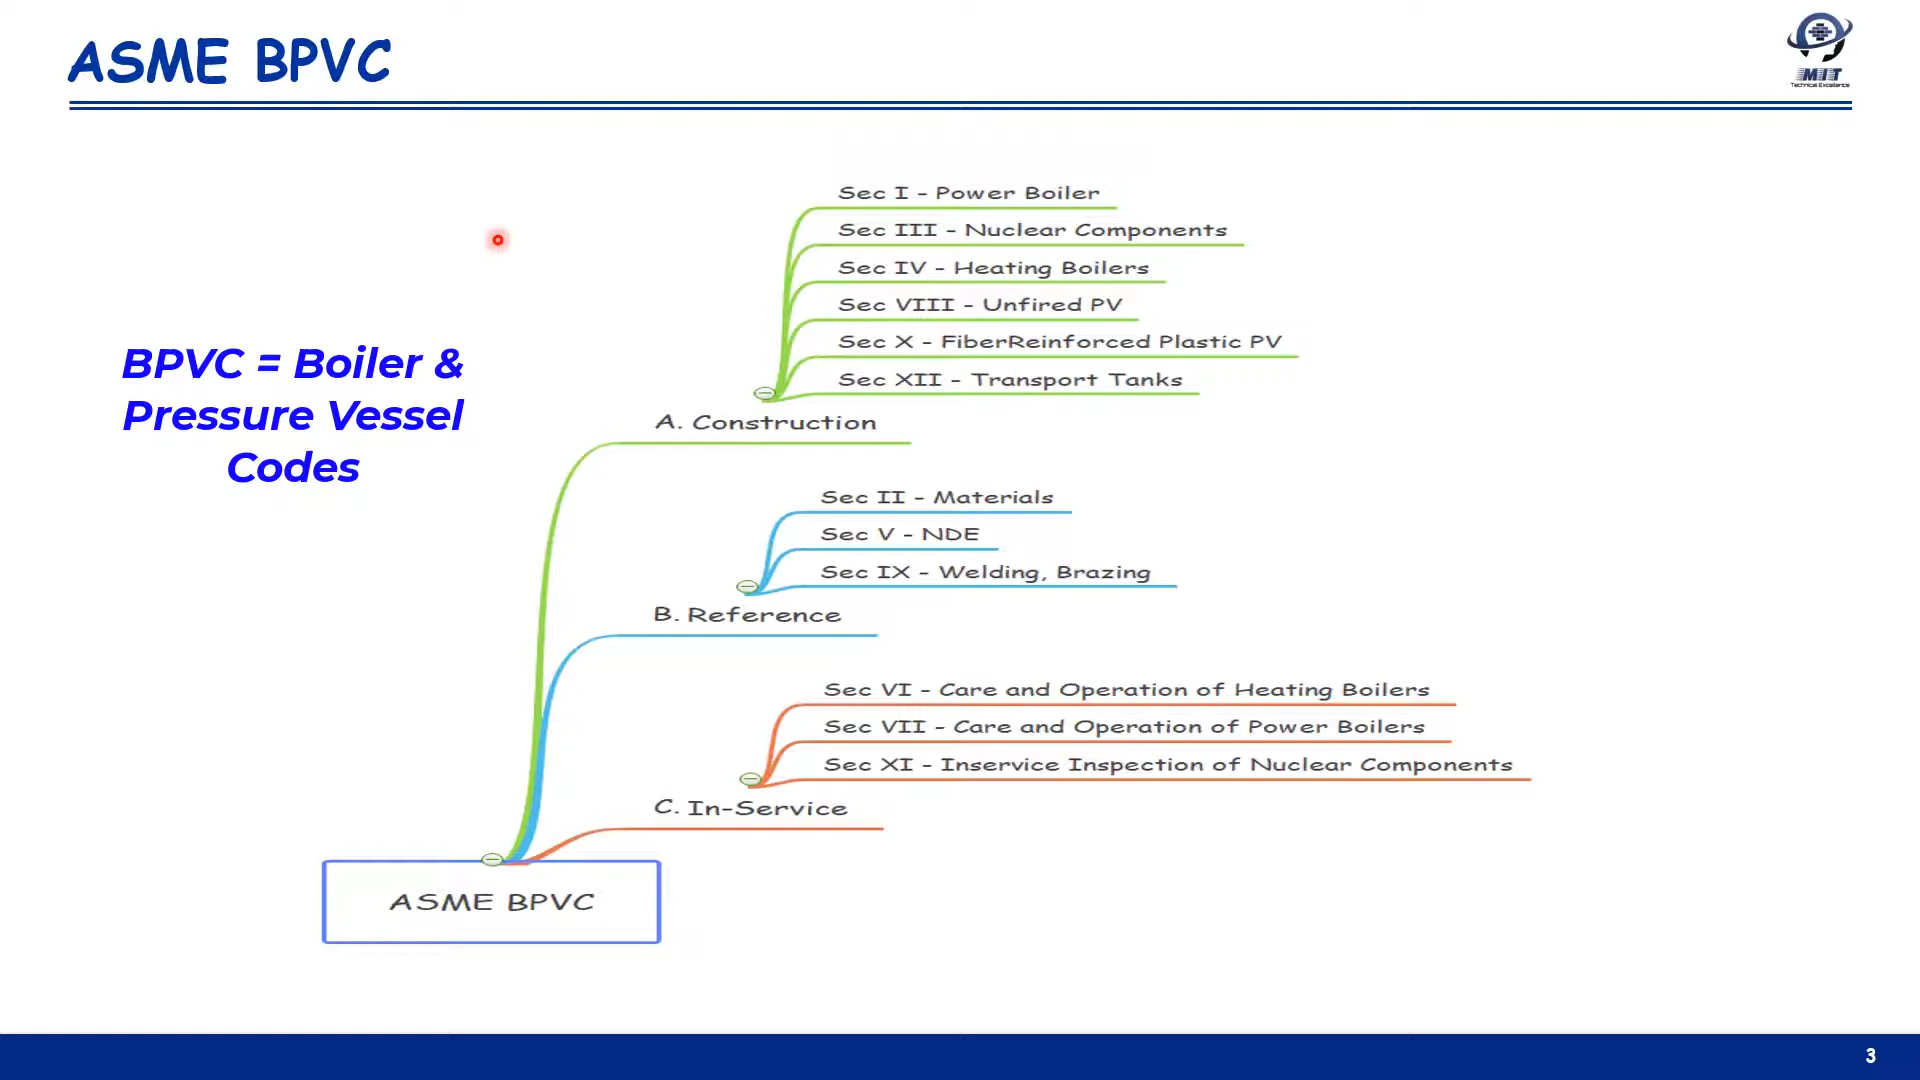 ASME BPVC
MIT
Technical Excellence
BPVC = Boiler &
Pressure Vessel
Codes
Sec I - Power Boiler
Sec III - Nuclear Components
Sec IV - Heating Boilers
Sec VIII - Unfired PV
Sec X - FiberReinforced Plastic PV
Sec XII - Transport Tanks
A. Construction
Sec II - Materials
Sec V - NDE
Sec IX - Welding, Brazing
B. Reference
Sec VI - Care and Operation of Heating Boilers
Sec VII - Care and Operation of Power Boilers
Sec XI - Inservice Inspection of Nuclear Components
C. In-Service
ASME BPVC
3